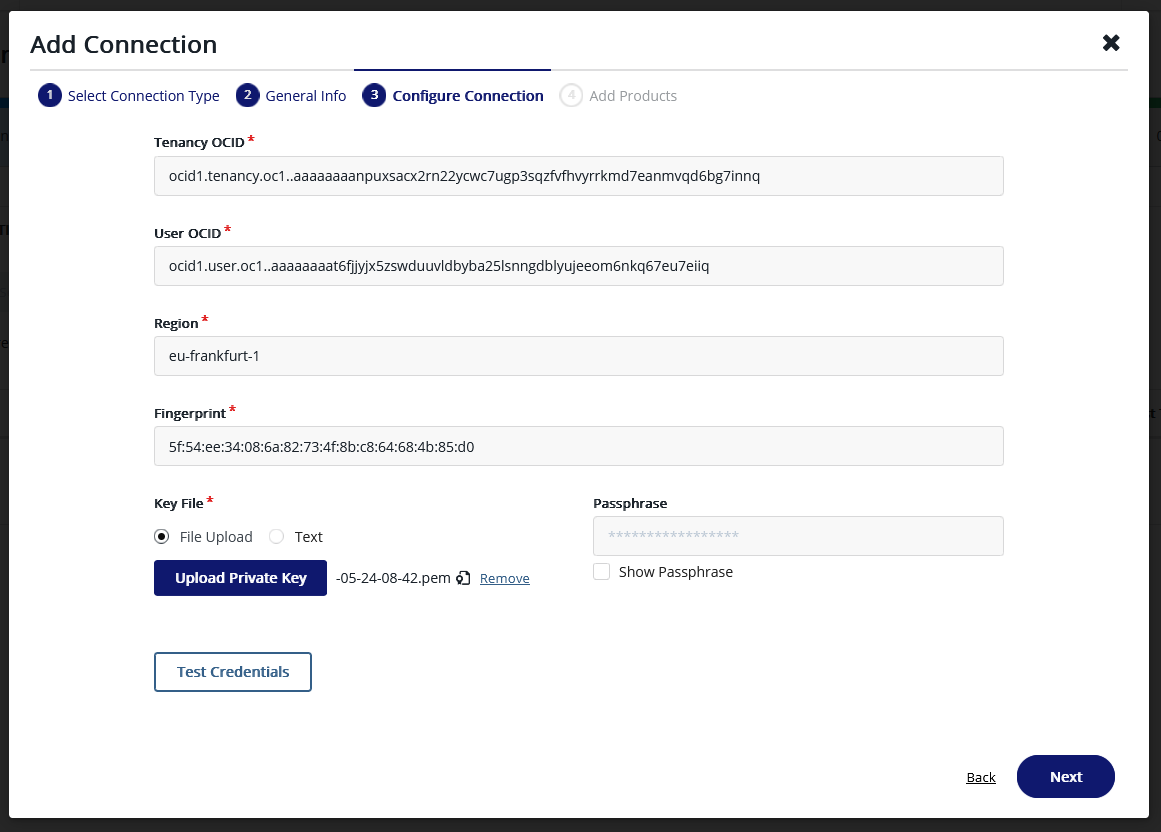 Add Connection
1 Select Connection Type 2 General Info 3 Configure Connection 4 Add Products
Tenancy OCID *
ocid1.tenancy.oc1..aaaaaaaanpuxsacx2rn22ycwc7ugp3sqzfvfhvyrrkmd7eanmvqd6bg7innq
User OCID *
ocid1.user.oc1..aaaaaaaat6fjjyjx5zswduuvldbyba25lsnngdblyujeeom6nkq67eu7eiiq
Region *
eu-frankfurt-1
Fingerprint *
5f:54:ee:34:08:6a:82:73:4f:8b:c8:64:68:4b:85:d0
Key File * Passphrase
File Upload Text *****************
Upload Private Key -05-24-08-42.pem Remove Show Passphrase
Test Credentials
Back Next